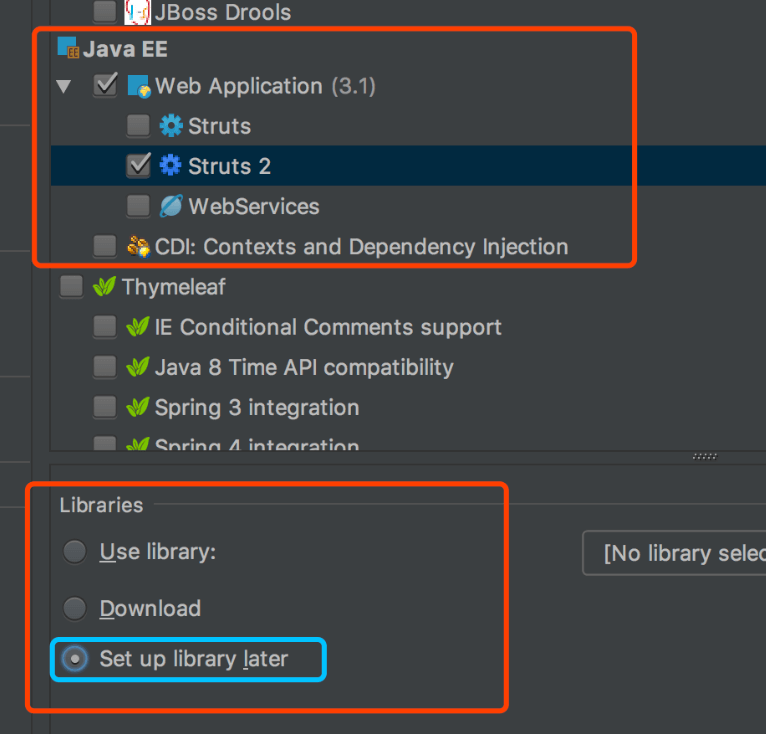 JBoss Drools
Java EE
Web Application (3.1)
Struts
Struts 2
WebServices
CDI: Contexts and Dependency Injection
Thymeleaf
IE Conditional Comments support
Java 8 Time API compatibility
Spring 3 integration
Spring 4 integration
Libraries
Use library:
[No library selec
Download
Set up library later